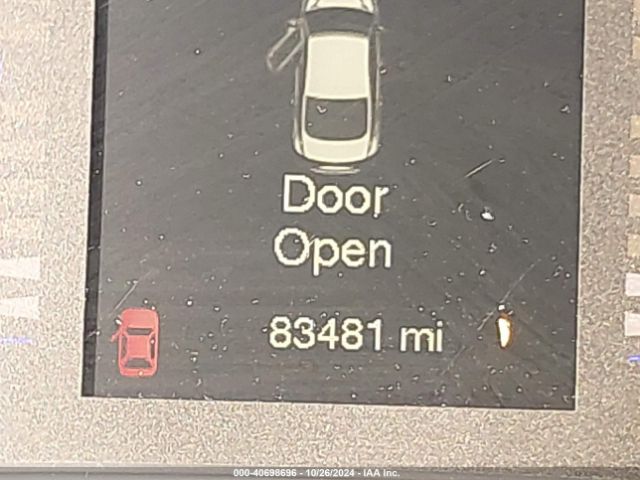 Door
Open
83481 mi
000-40698696 - 10/26/2024 - IAA Inc.